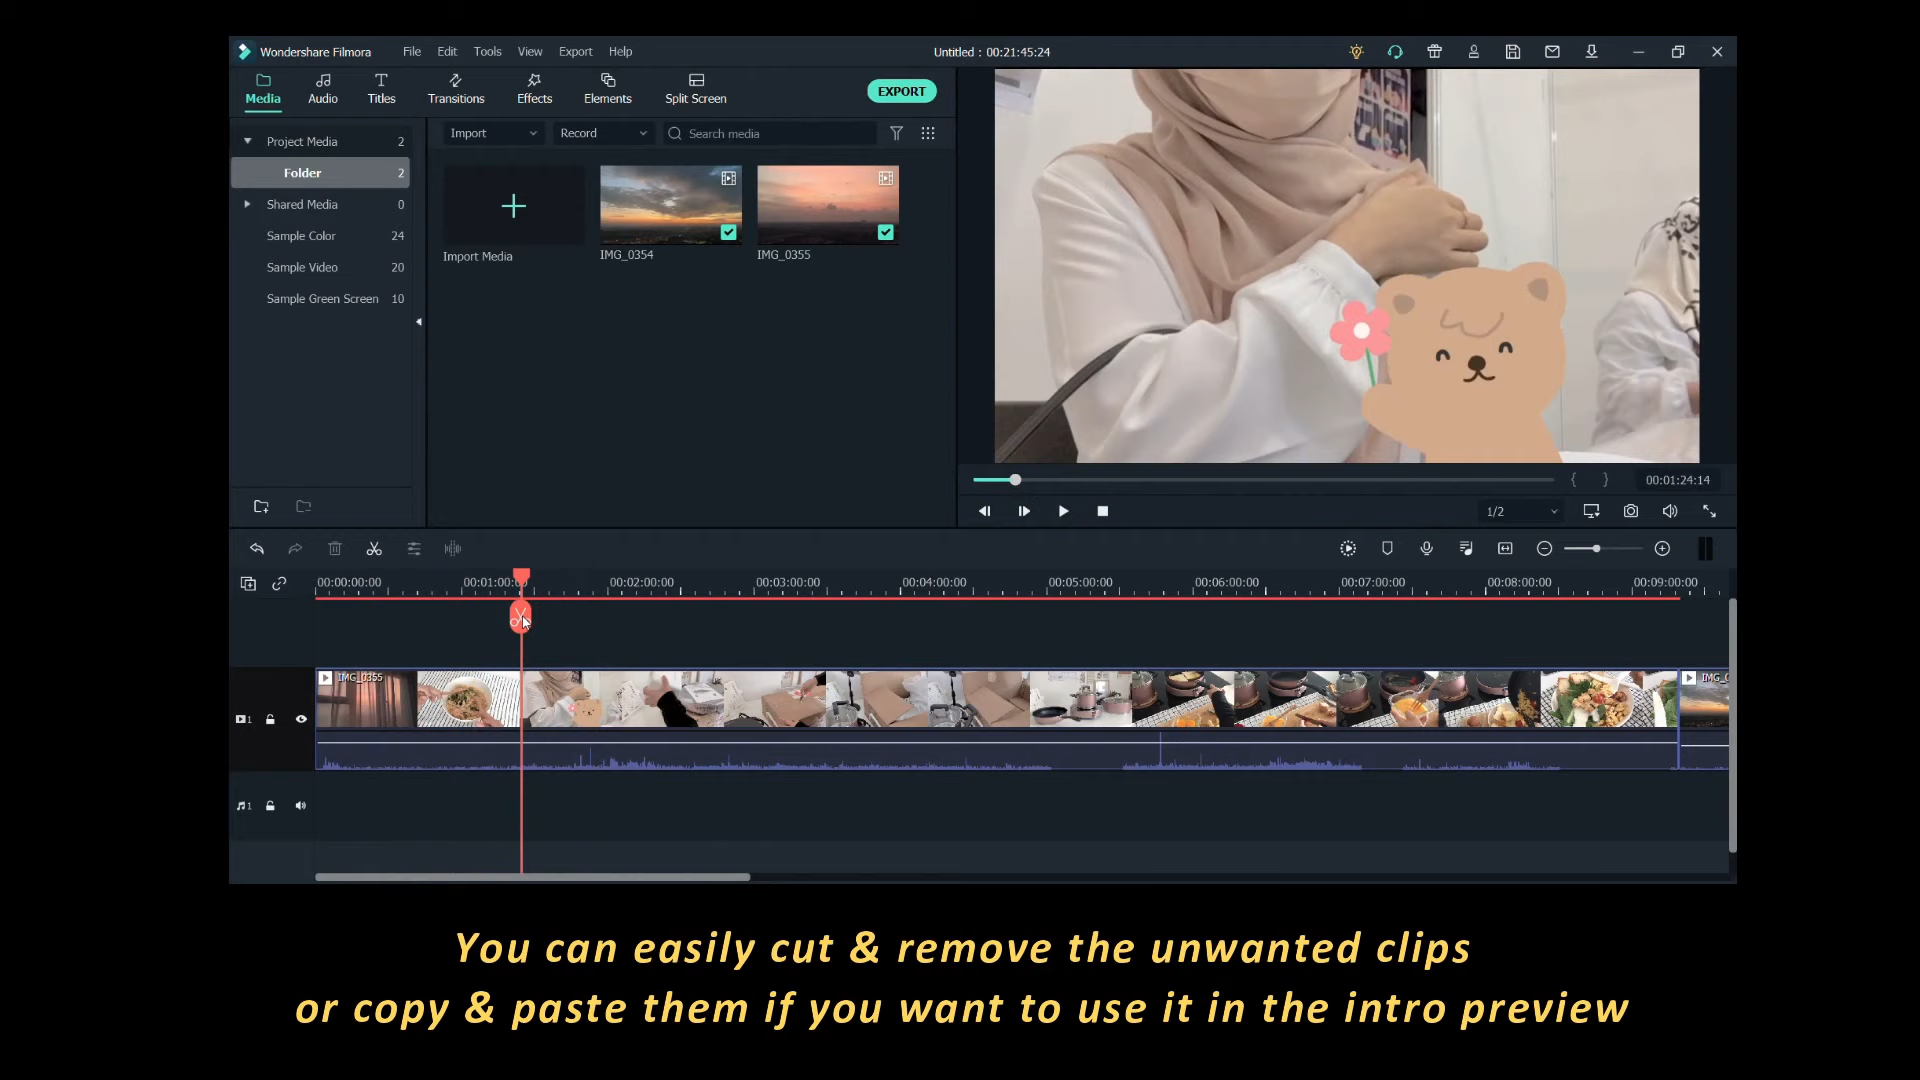 Wondershare Filmora File Edit Tools View Export Help Untitled : 00:21:45:24
Media Audio Titles Transitions Effects Elements Split Screen EXPORT
Project Media 2
Folder 2
Shared Media 0
Sample Color 24
Sample Video 20
Sample Green Screen 10
Import Record Search media
Import Media IMG_0354 IMG_0355
00:01:24:14
1/2
00:00:00:00 00:01:00:0 00:02:00:00 00:03:00:00 00:04:00:00 00:05:00:00 00:06:00:00 00:07:00:00 00:08:00:00 00:09:00:00
IMG_0355 IMG_0
1
1
You can easily cut & remove the unwanted clips
or copy & paste them if you want to use it in the intro preview